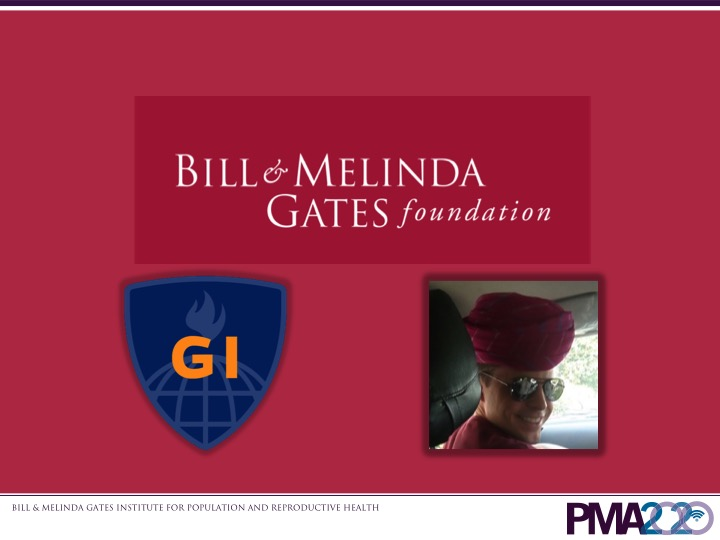 BILL & MELINDA
GATES foundation
GI
BILL & MELINDA GATES INSTITUTE FOR POPULATION AND REPRODUCTIVE HEALTH
PMA2020